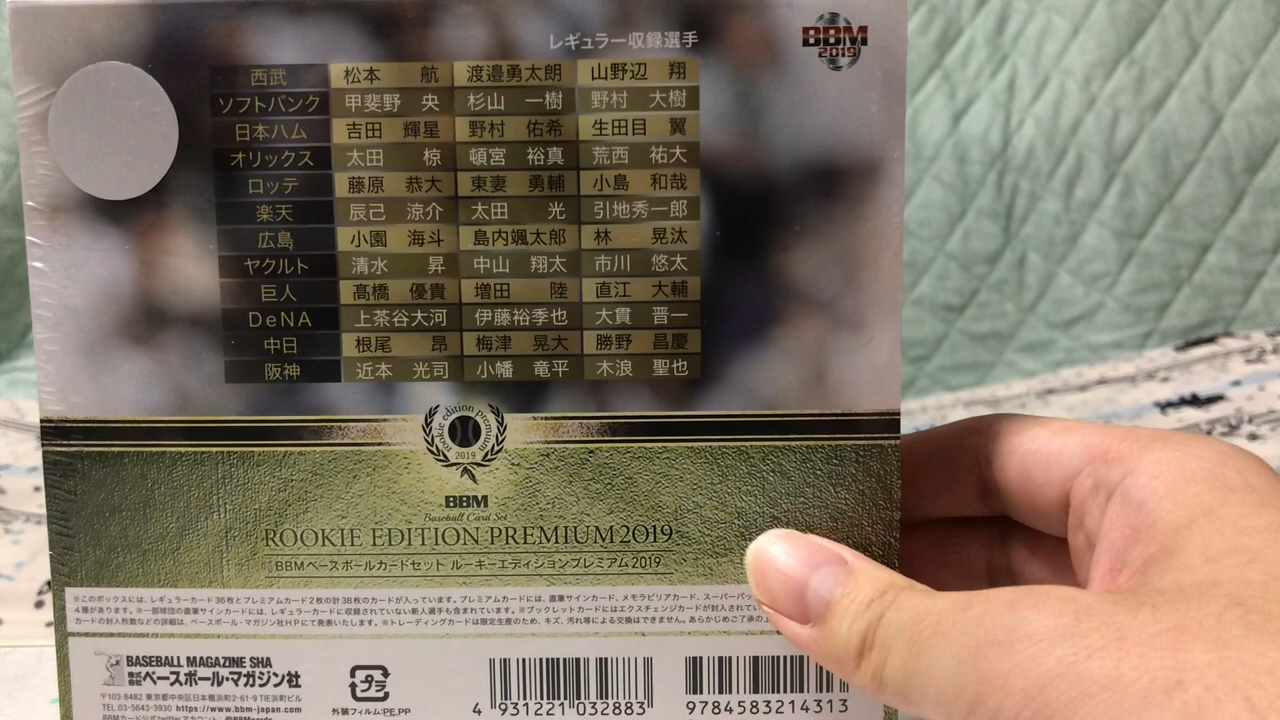 レギュラー収録選手
BBM
2019
西武 松本 航 渡邉勇太朗 山野辺 翔
ソフトバンク 甲斐野 央 杉山 一樹 野村 大樹
日本ハム 吉田 輝星 野村 佑希 生田目 翼
オリックス 太田 椋 頓宮 裕真 荒西 祐大
ロッテ 藤原 恭大 東妻 勇輔 小島 和哉
楽天 辰己 涼介 太田 光 引地秀一郎
広島 小園 海斗 島内颯太郎 林 晃汰
ヤクルト 清水 昇 中山 翔太 市川 悠太
巨人 髙橋 優貴 増田 陸 直江 大輔
DeNA 上茶谷大河 伊藤裕季也 大貫 晋一
中日 根尾 昂 梅津 晃大 勝野 昌慶
阪神 近本 光司 小幡 竜平 木浪 聖也
rookie edition premium
2019
BBM
Baseball Card Set
ROOKIE EDITION PREMIUM 2019
BBMベースボールカードセット ルーキーエディションプレミアム2019
※このボックスには、レギュラーカード36枚とプレミアムカード2枚の計38枚のカードが入っています。プレミアムカードには、直筆サインカード、メモラビリアカード、スーパーパッ
4種があります。※一部球団の直筆サインカードには、レギュラーカードに収録されていない新人選手も含まれています。※ブックレットカードにはエクスチェンジカードが封入されてい
カードの封入枚数などの詳細は、ベースボール・マガジン社HPにて発表いたします。※トレーディングカードは限定生産のため、キズ、汚れ等による交換はできません。あらかじめご了承の上
BASEBALL MAGAZINE SHA
株式会社ベースボール・マガジン社
〒103-8482 東京都中央区日本橋浜町2-61-9 TIE浜町ビル
TEL.03-5643-3930 https://www.bbm-japan.com
BBMカード公式twitterアカウント:@BBMcards
プラ
外装フィルム:PE,PP
4 931221 032883
9784583214313